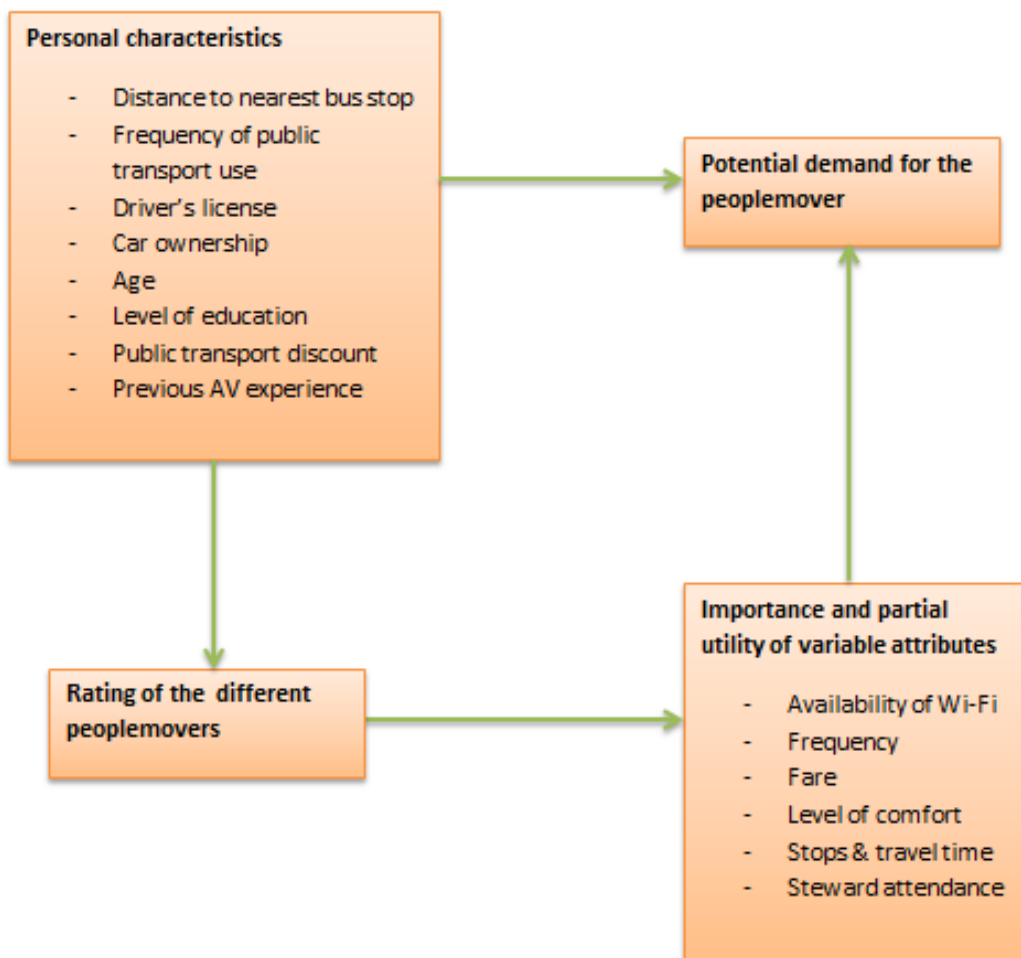 Personal characteristics
- Distance to nearest bus stop
- Frequency of public
transport use
- Driver's license
- Car ownership
- Age
- Level of education
- Public transport discount
- Previous AV experience
Potential demand for the
peoplemover
Rating of the different
peoplemovers
Importance and partial
utility of variable attributes
- Availability of Wi-Fi
- Frequency
- Fare
- Level of comfort
- Stops & travel time
- Steward attendance